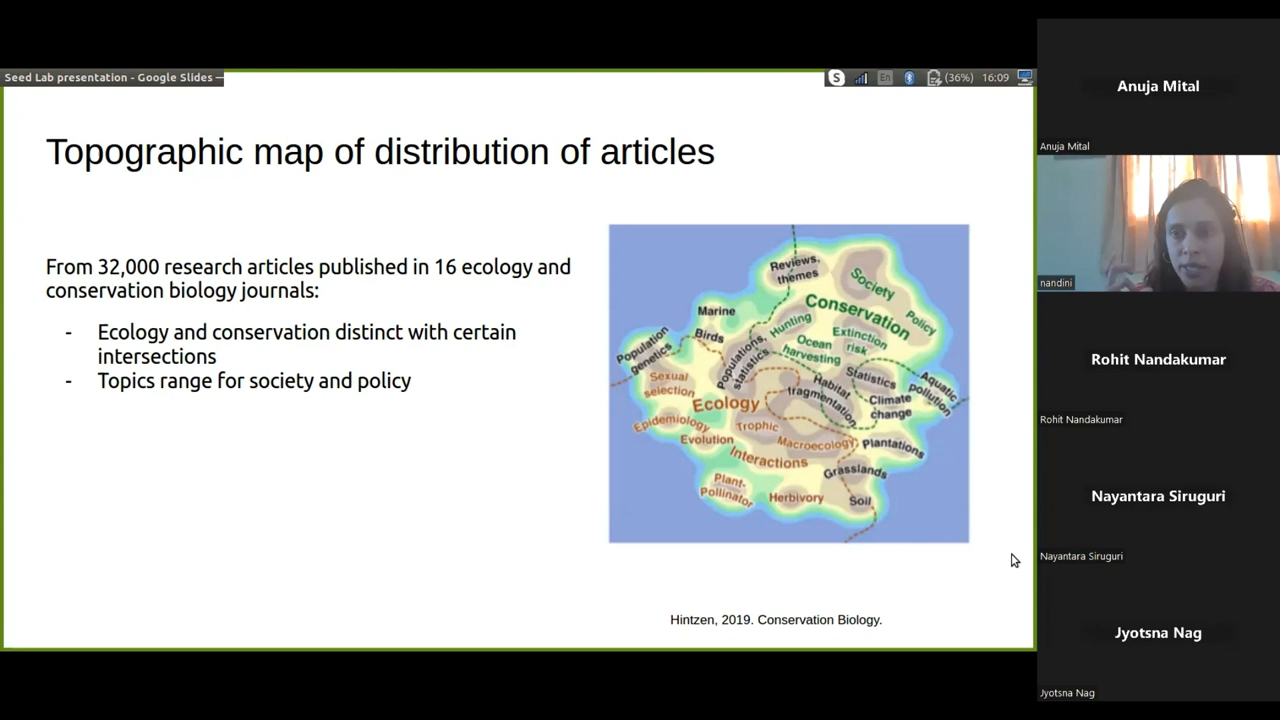 Seed Lab presentation - Google Slides —
S
En
(36%)
16:09
Topographic map of distribution of articles
From 32,000 research articles published in 16 ecology and
conservation biology journals:
- Ecology and conservation distinct with certain
intersections
- Topics range for society and policy
Reviews,
themes
Society
Conservation
Policy
Marine
Hunting
Extinction
risk
Birds
Ocean
harvesting
Population
genetics
Populations,
statistics
Statistics
Aquatic
pollution
Sexual
selection
Habitat
fragmentation
Climate
change
Ecology
Epidemiology
Trophic
Evolution
Macroecology
Plantations
Interactions
Grasslands
Plant-
Pollinator
Herbivory
Soil
Hintzen, 2019. Conservation Biology.
Anuja Mital
Anuja Mital
nandini
Rohit Nandakumar
Rohit Nandakumar
Nayantara Siruguri
Nayantara Siruguri
Jyotsna Nag
Jyotsna Nag